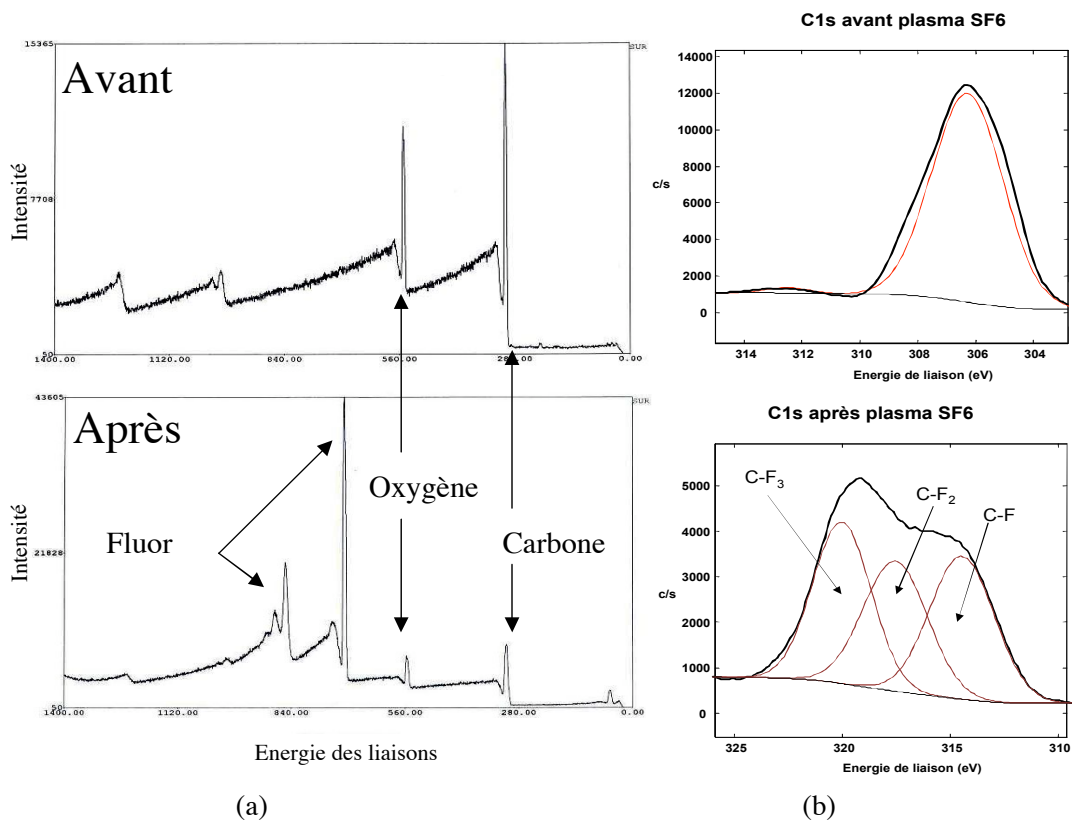 15365
SUR
Avant
Intensité
7708
50
1400.00 1120.00 840.00 560.00 280.00 0.00
43605
SUR
Après
Intensité
Oxygène
Fluor
Carbone
21828
50
1400.00 1120.00 840.00 560.00 280.00 0.00
Energie des liaisons
(a)
C1s avant plasma SF6
14000
12000
10000
8000
c/s
6000
4000
2000
0
314 312 310 308 306 304
Energie de liaison (eV)
C1s après plasma SF6
C-F3
C-F2
C-F
5000
4000
3000
c/s
2000
1000
0
325 320 315 310
Energie de liaison (eV)
(b)